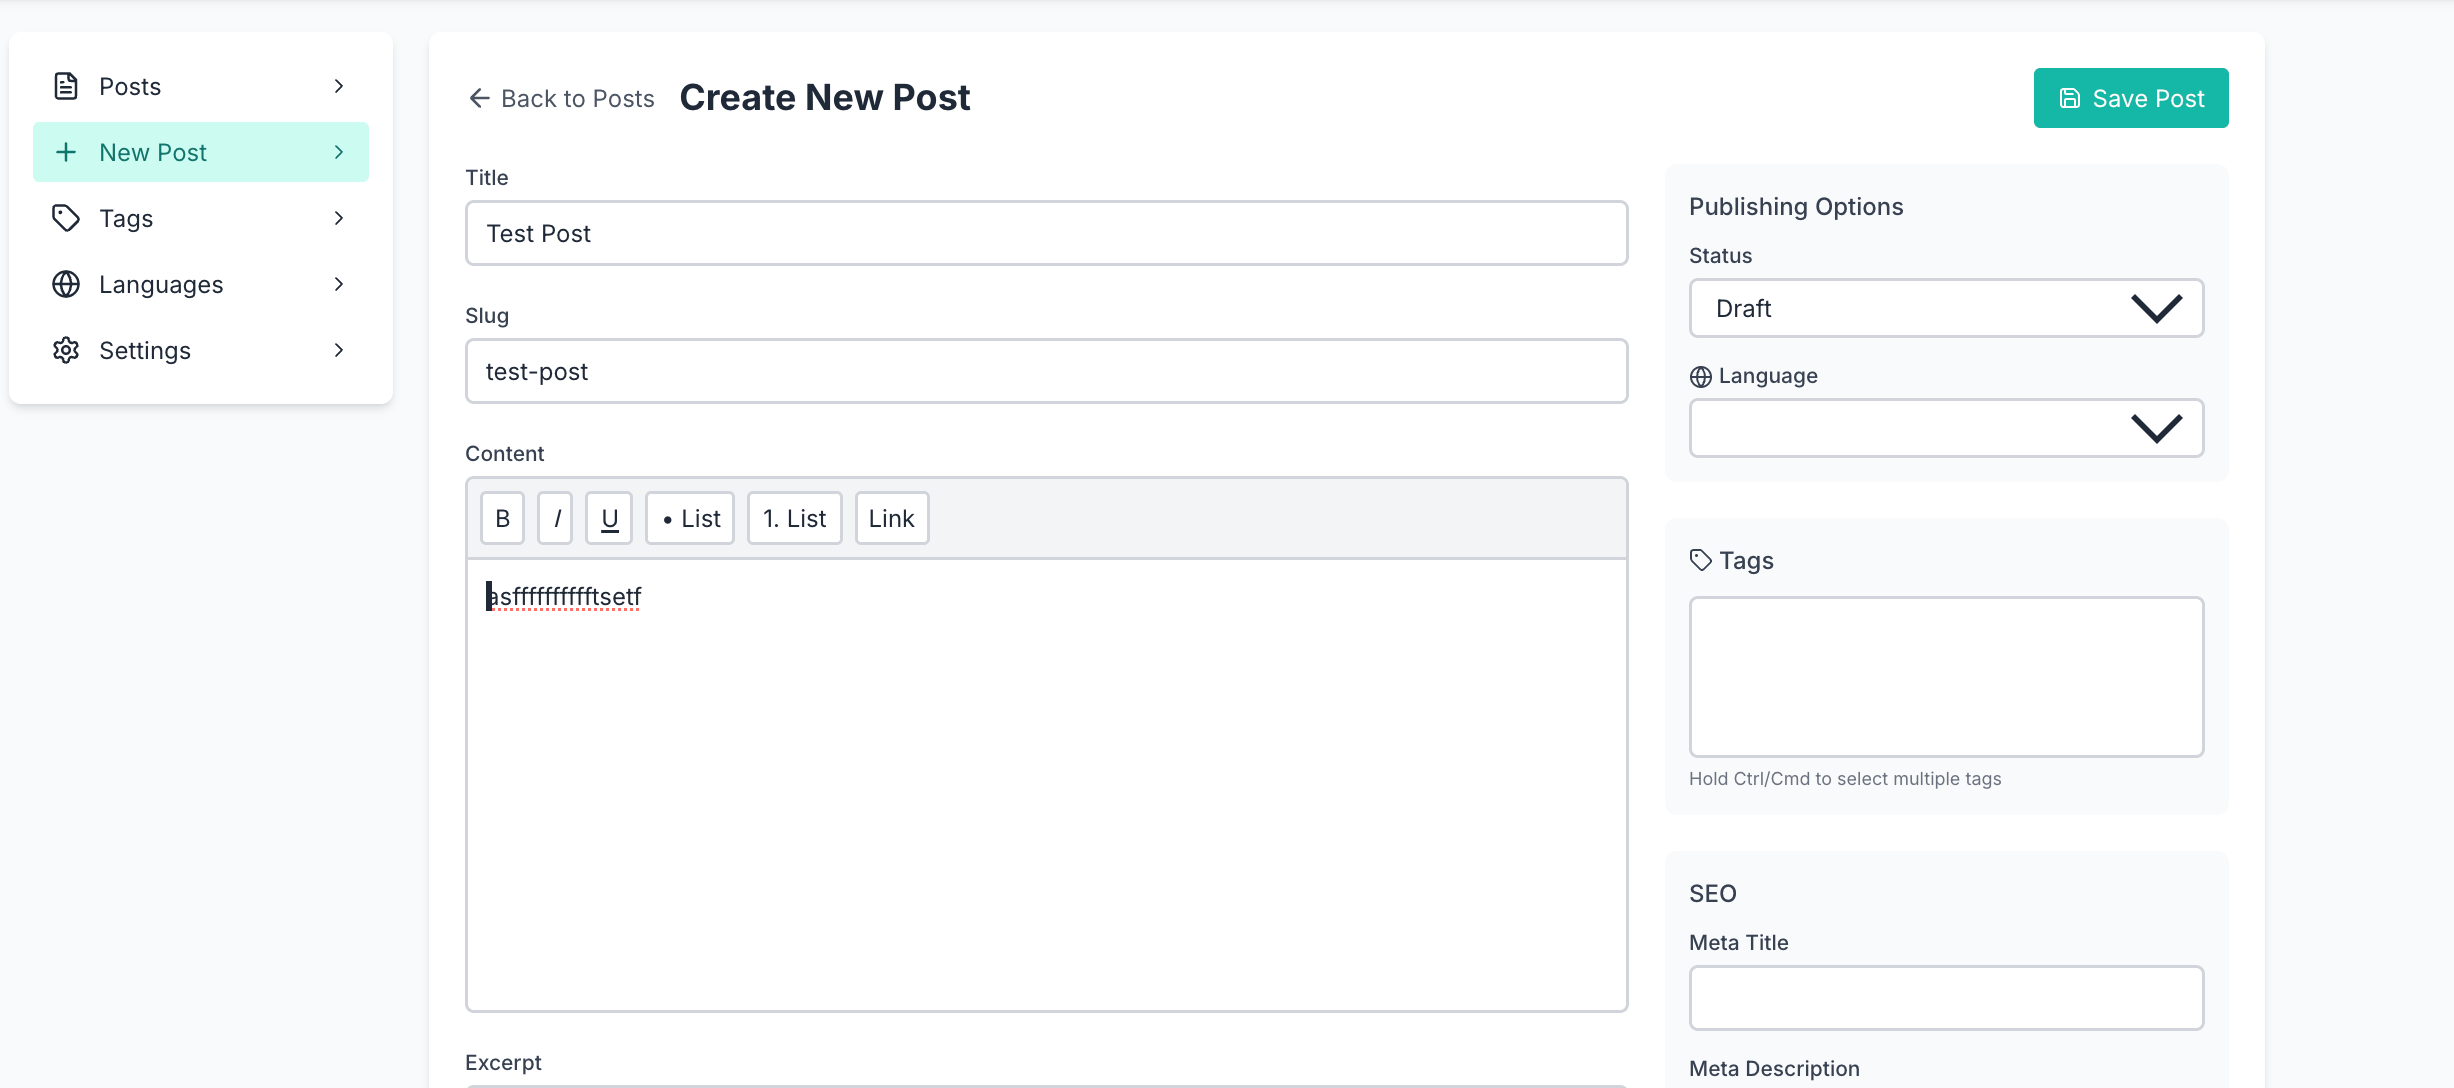 Posts
New Post
Tags
Languages
Settings
Back to Posts
Create New Post
Save Post
Title
Test Post
Slug
test-post
Content
B
I
U
• List
1. List
Link
asffffffffftsetf
Excerpt
Publishing Options
Status
Draft
Language
Tags
Hold Ctrl/Cmd to select multiple tags
SEO
Meta Title
Meta Description